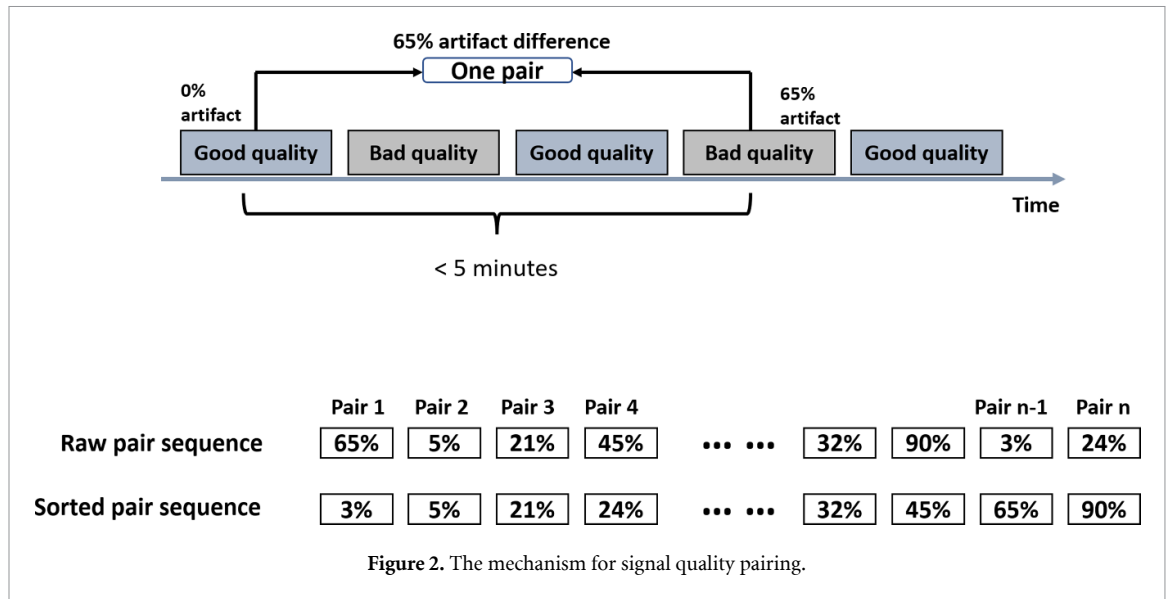 65% artifact difference
One pair
0%
artifact
65%
artifact
Good quality Bad quality Good quality Bad quality Good quality
Time
< 5 minutes
Pair 1 Pair 2 Pair 3 Pair 4 Pair n-1 Pair n
Raw pair sequence 65% 5% 21% 45% ... ... 32% 90% 3% 24%
Sorted pair sequence 3% 5% 21% 24% ... ... 32% 45% 65% 90%
Figure 2. The mechanism for signal quality pairing.